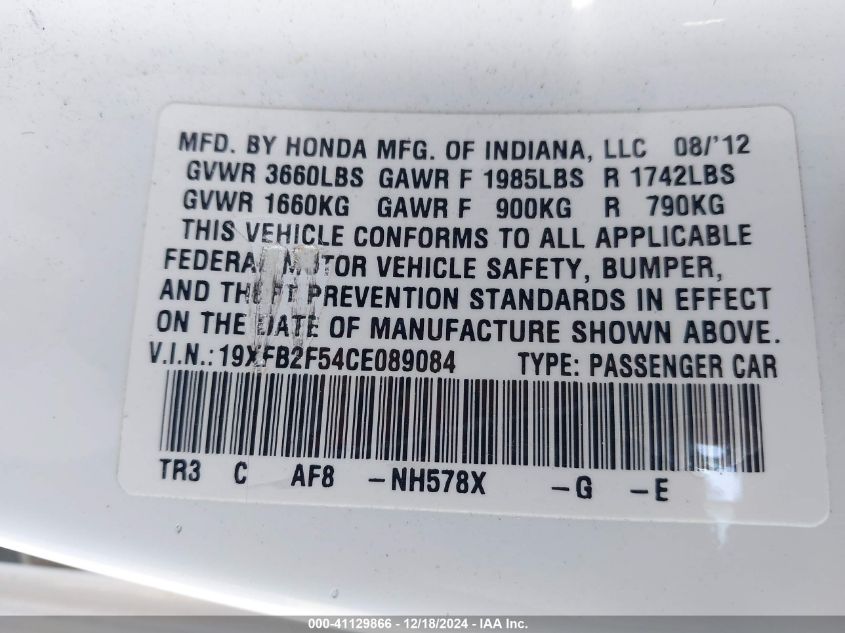 MFD. BY HONDA MFG. OF INDIANA, LLC 08/'12
GVWR 3660LBS GAWR F 1985LBS R 1742LBS
GVWR 1660KG GAWR F 900KG R 790KG
THIS VEHICLE CONFORMS TO ALL APPLICABLE
FEDERAL MOTOR VEHICLE SAFETY, BUMPER,
AND THEFT PREVENTION STANDARDS IN EFFECT
ON THE DATE OF MANUFACTURE SHOWN ABOVE.
V.I.N.: 19XFB2F54CE089084 TYPE: PASSENGER CAR
TR3 C AF8 -NH578X -G -E
000-41129866 - 12/18/2024 - IAA Inc.